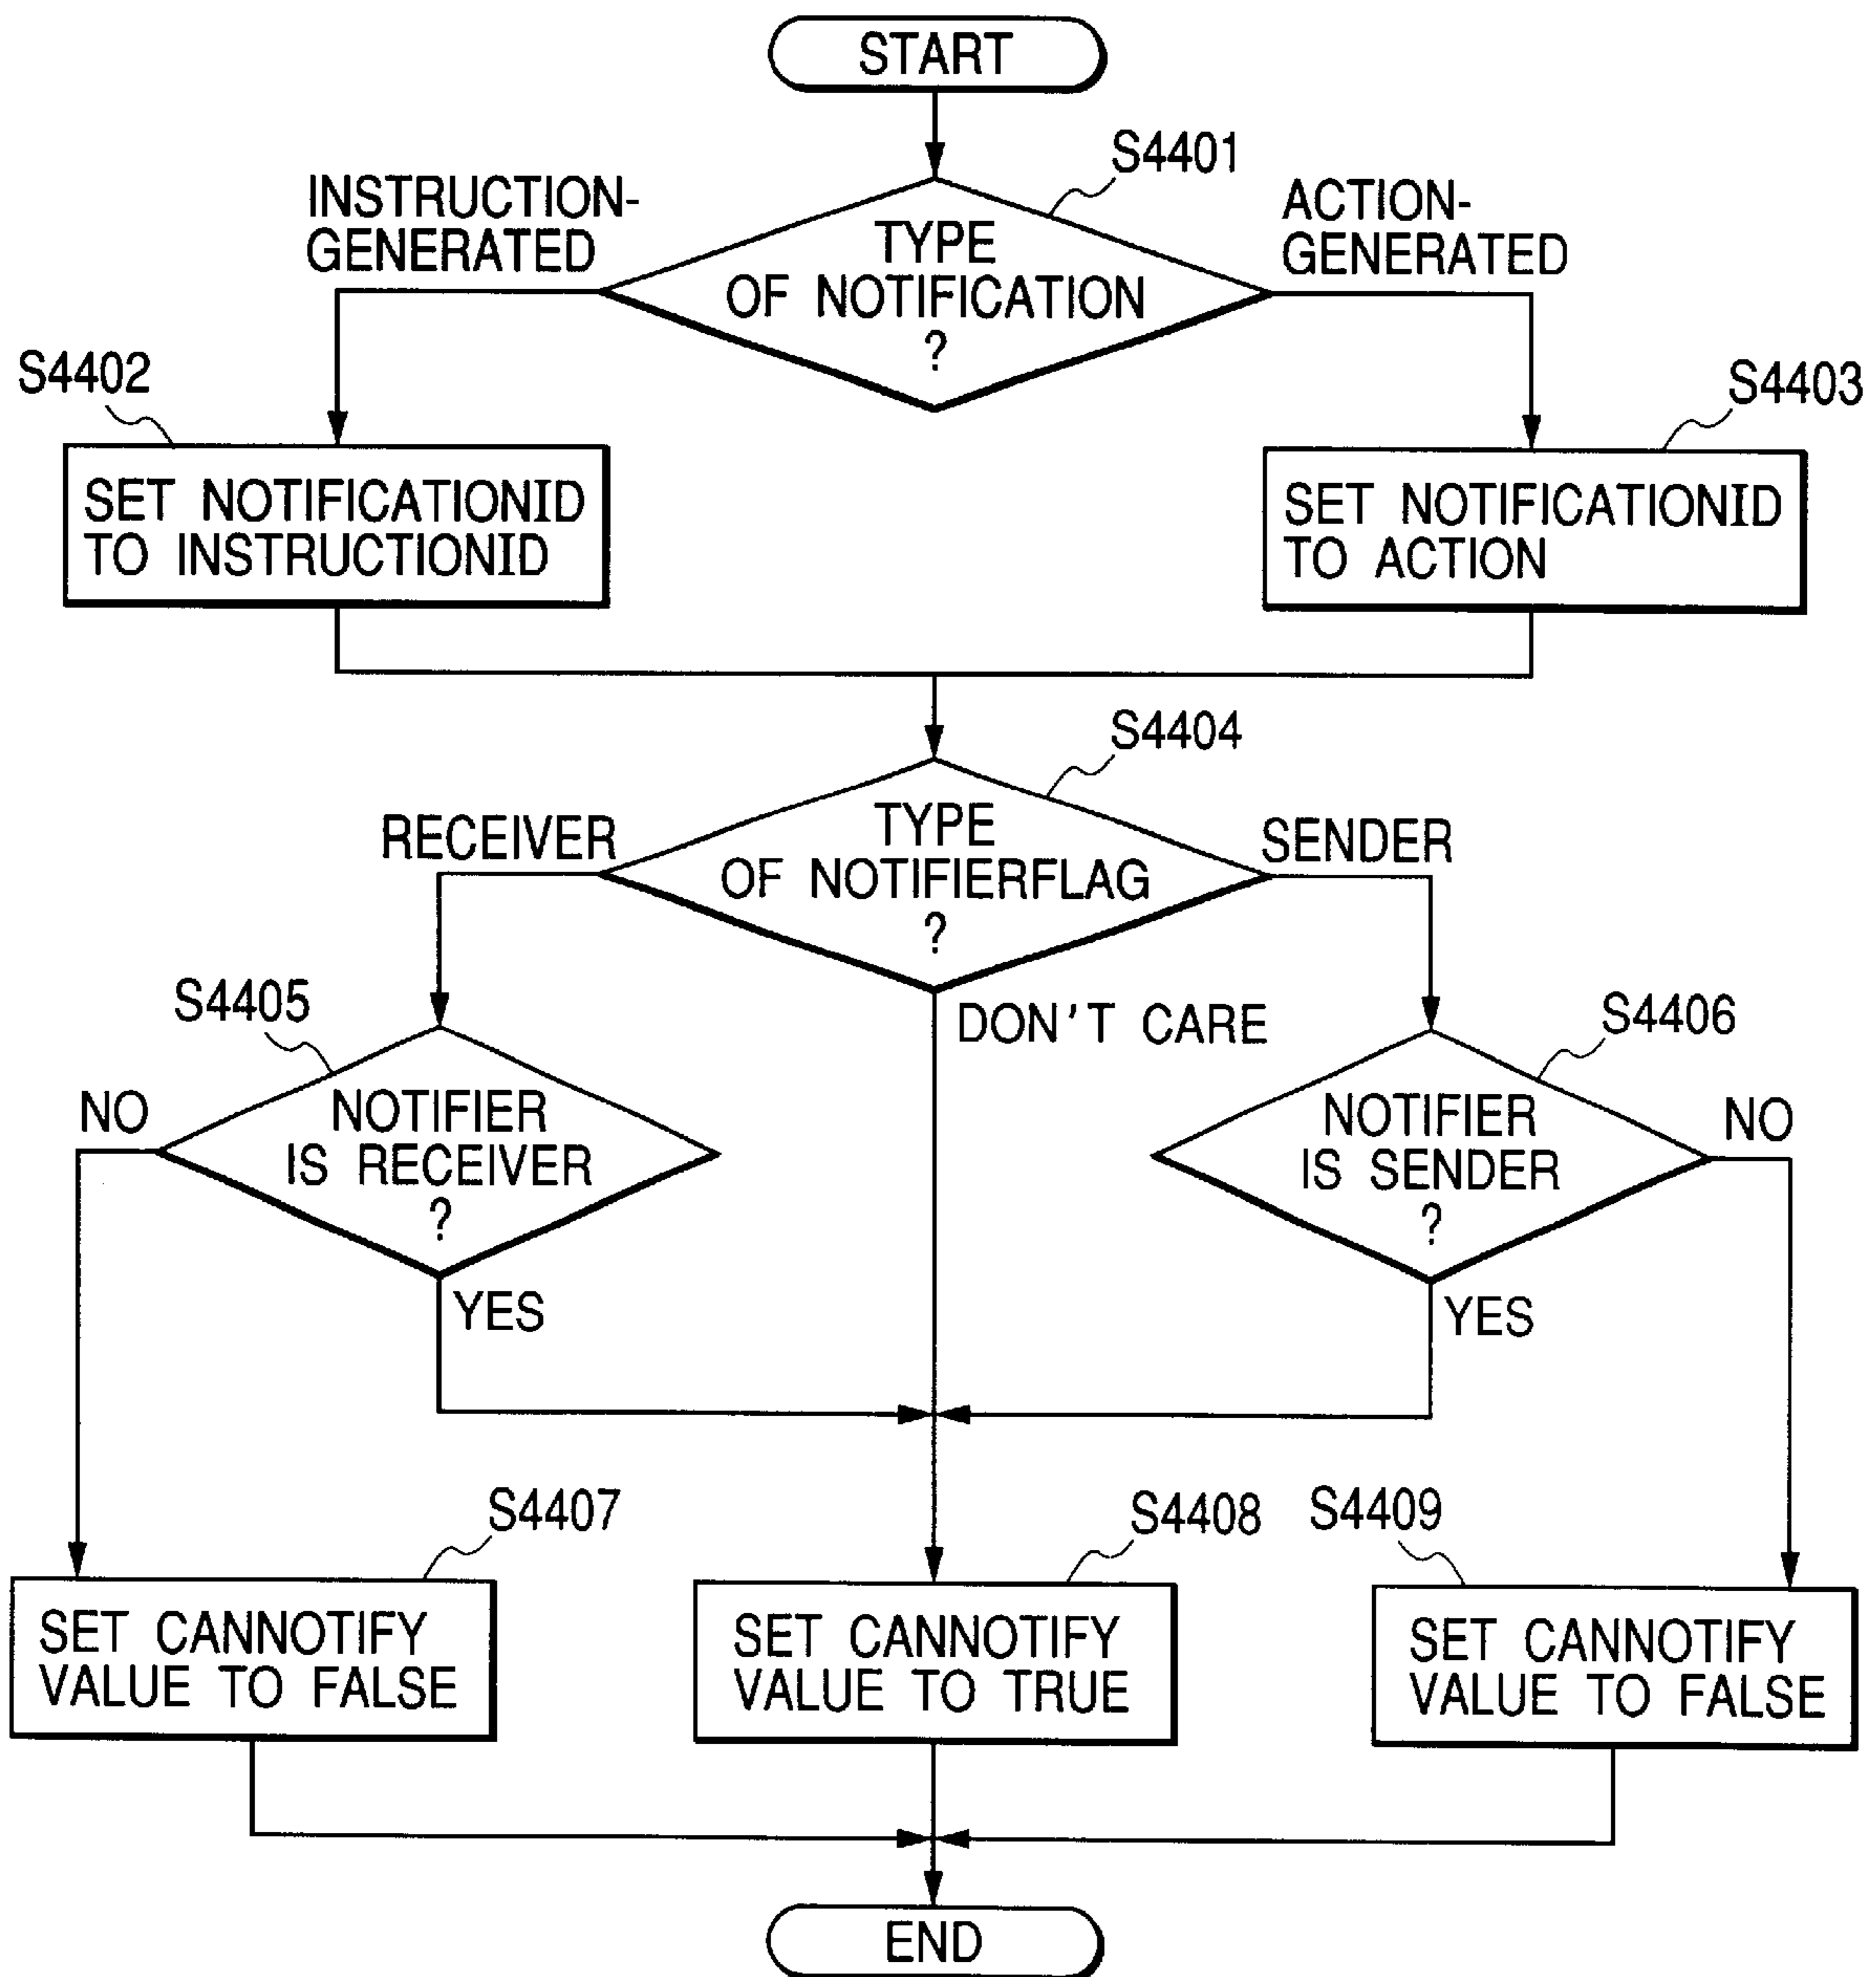 START
S4401
INSTRUCTION-
GENERATED
TYPE
OF NOTIFICATION
?
ACTION-
GENERATED
S4402
SET NOTIFICATIONID
TO INSTRUCTIONID
S4403
SET NOTIFICATIONID
TO ACTION
S4404
RECEIVER
TYPE
OF NOTIFIERFLAG
?
SENDER
DON'T CARE
S4405
NO
NOTIFIER
IS RECEIVER
?
YES
S4406
NOTIFIER
IS SENDER
?
NO
YES
S4407
SET CANNOTIFY
VALUE TO FALSE
S4408
SET CANNOTIFY
VALUE TO TRUE
S4409
SET CANNOTIFY
VALUE TO FALSE
END